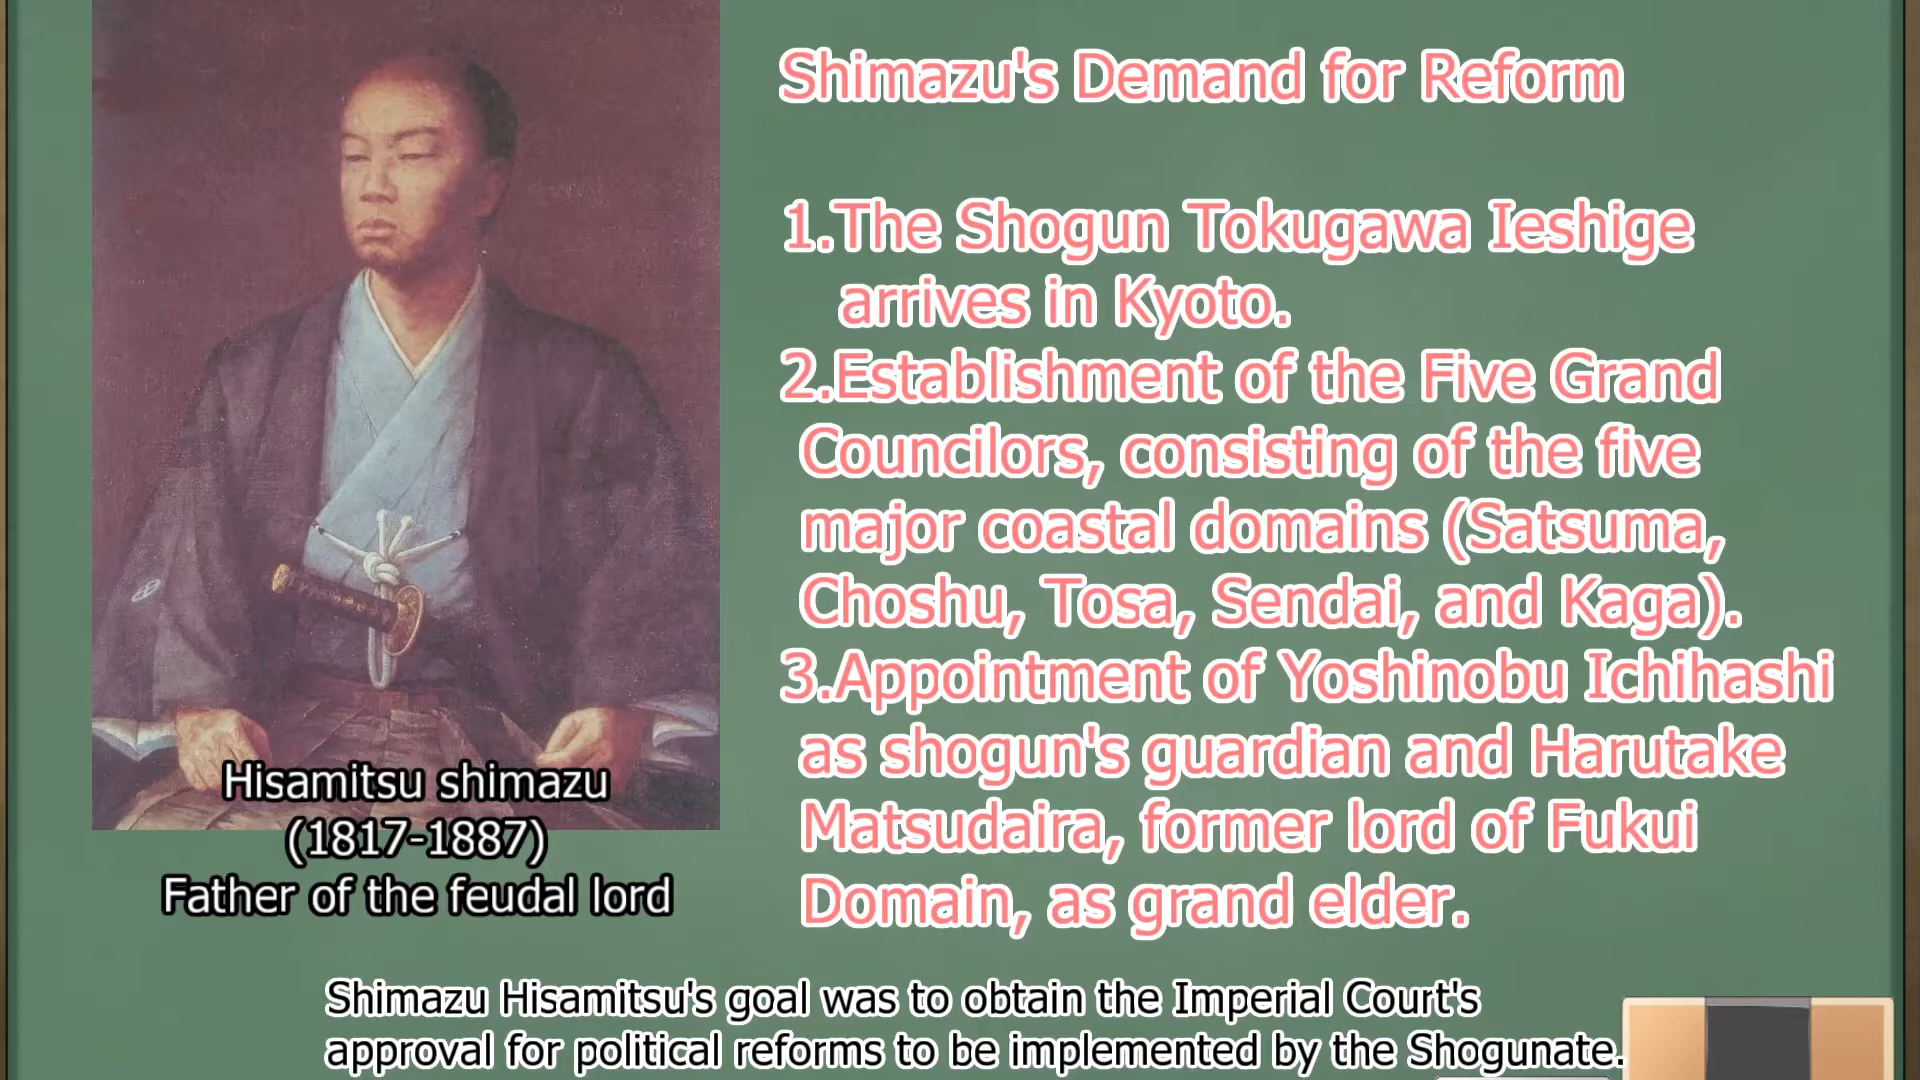 Shimazu's Demand for Reform
1.The Shogun Tokugawa Ieshige
arrives in Kyoto.
2.Establishment of the Five Grand
Councilors, consisting of the five
major coastal domains (Satsuma,
Choshu, Tosa, Sendai, and Kaga).
3.Appointment of Yoshinobu Ichihashi
as shogun's guardian and Harutake
Matsudaira, former lord of Fukui
Domain, as grand elder.
Hisamitsu shimazu
(1817-1887)
Father of the feudal lord
Shimazu Hisamitsu's goal was to obtain the Imperial Court's
approval for political reforms to be implemented by the Shogunate.